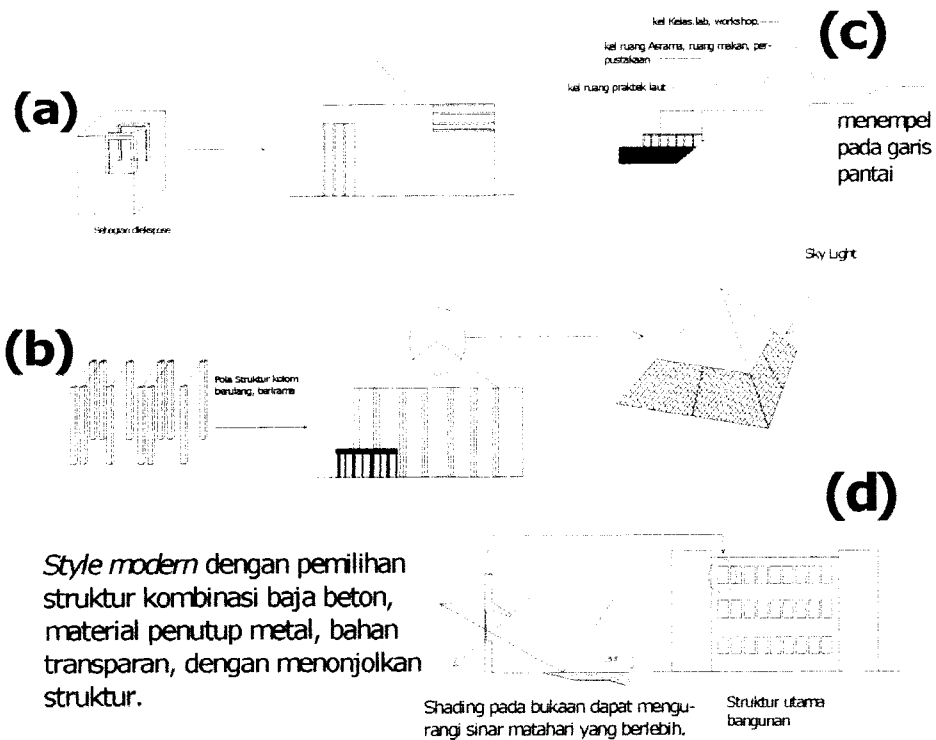 (a)
Sebagian diekspose
kel Kelas.lab, workshop.
kel ruang Asrama, ruang makan, per-
pustakaan
kel ruang praktek laut
(c)
menempel
pada garis
pantai
Sky Light
(b)
Pola Struktur kolom
berulang, berirama
(d)
Style modern dengan pemilihan
struktur kombinasi baja beton,
material penutup metal, bahan
transparan, dengan menonjolkan
struktur.
Shading pada bukaan dapat mengu-
rangi sinar matahari yang berlebih.
Struktur utama
bangunan